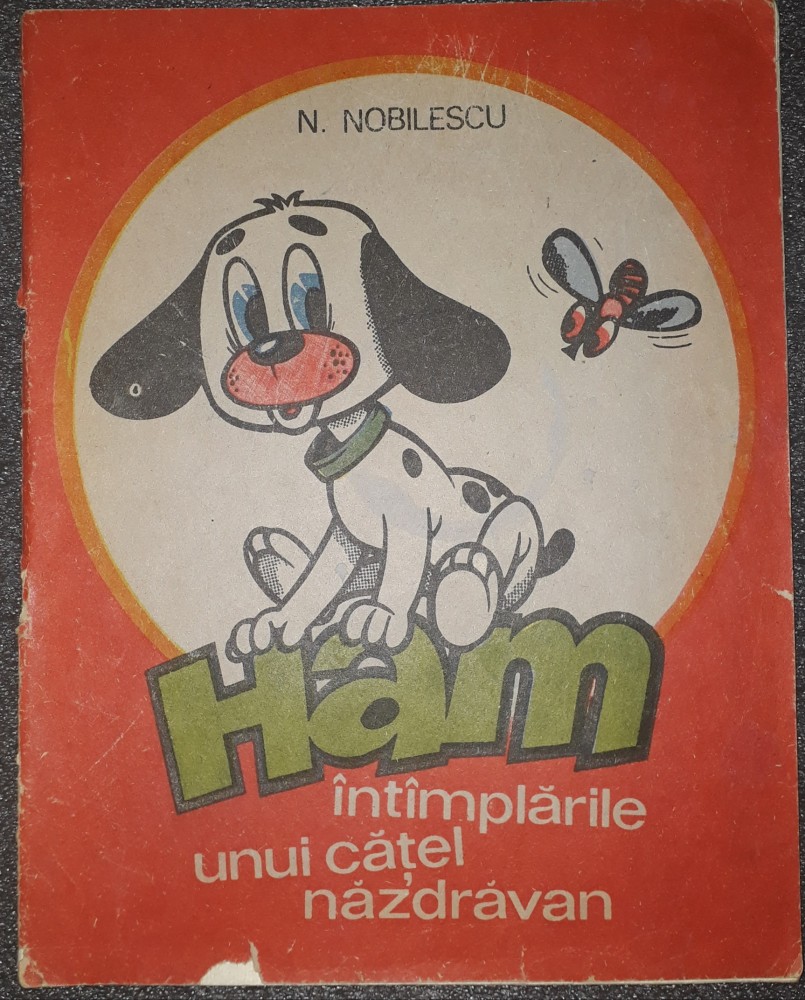 N. NOBILESCU
Ham
întîmplările
unui cățel
năzdrăvan